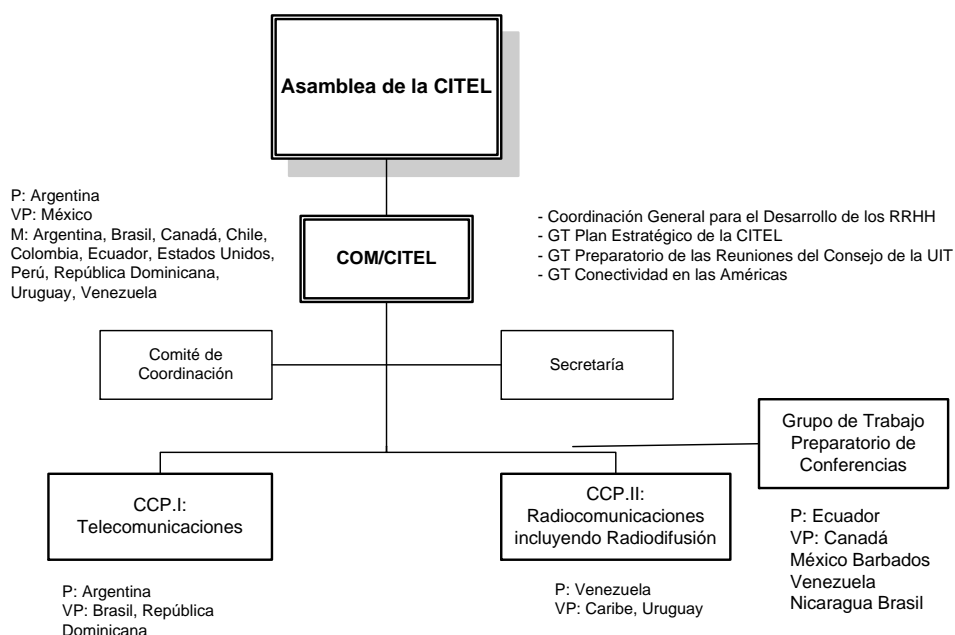 Asamblea de la CITEL
P: Argentina
VP: México
M: Argentina, Brasil, Canadá, Chile,
Colombia, Ecuador, Estados Unidos,
Perú, República Dominicana,
Uruguay, Venezuela
COM/CITEL
- Coordinación General para el Desarrollo de los RRHH
- GT Plan Estratégico de la CITEL
- GT Preparatorio de las Reuniones del Consejo de la UIT
- GT Conectividad en las Américas
Comité de
Coordinación
Secretaría
Grupo de Trabajo
Preparatorio de
Conferencias
P: Ecuador
VP: Canadá
México Barbados
Venezuela
Nicaragua Brasil
CCP.I:
Telecomunicaciones
P: Argentina
VP: Brasil, República
Dominicana
CCP.II:
Radiocomunicaciones
incluyendo Radiodifusión
P: Venezuela
VP: Caribe, Uruguay